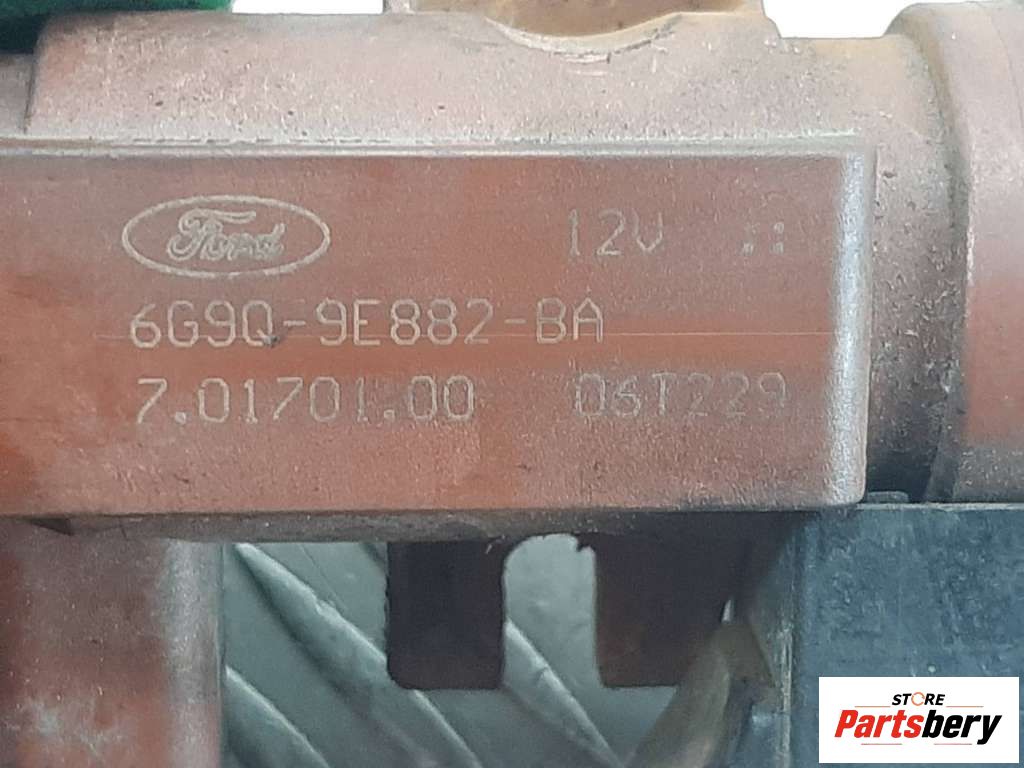 Ford 12V
6G9Q-9E882-BA
7.01701.00 06T229
STORE
Partsbery